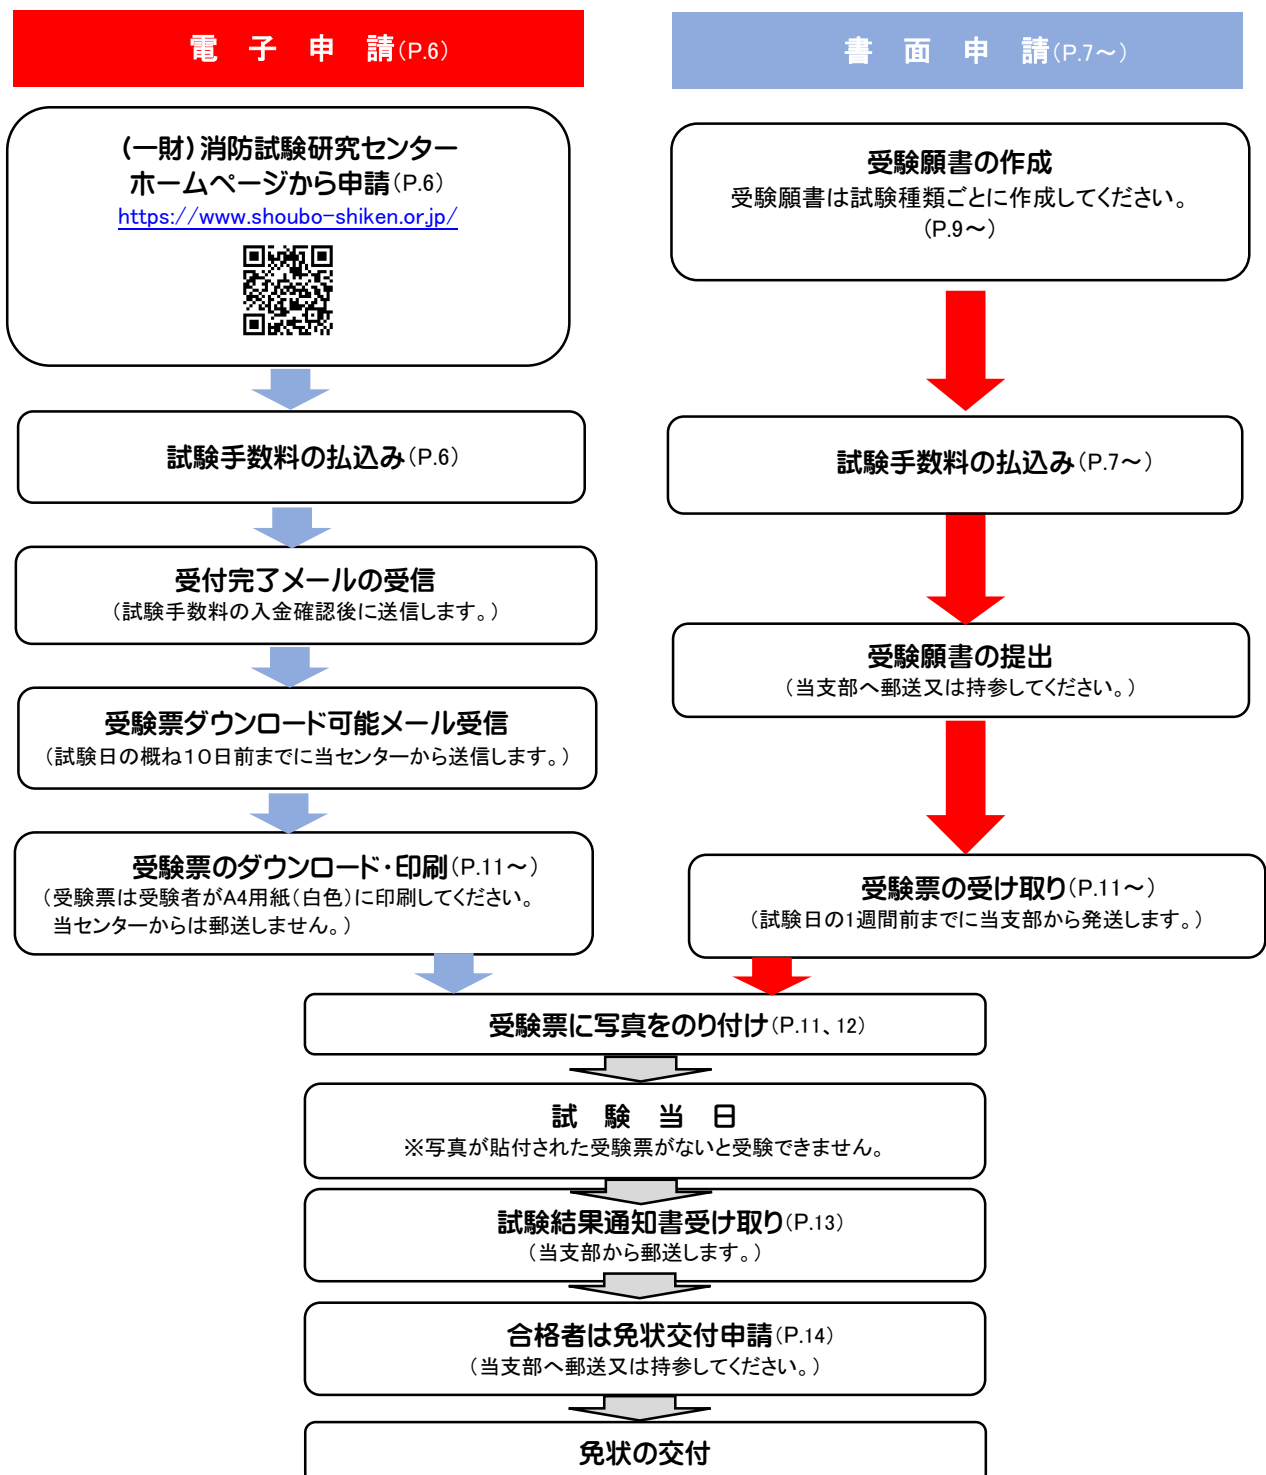 電　子　申　請(P.6)
(一財)消防試験研究センター
ホームページから申請(P.6)
https://www.shoubo-shiken.or.jp/
試験手数料の払込み(P.6)
受付完了メールの受信
(試験手数料の入金確認後に送信します。)
受験票ダウンロード可能メール受信
(試験日の概ね10日前までに当センターから送信します。)
受験票のダウンロード・印刷(P.11～)
(受験票は受験者がA4用紙(白色)に印刷してください。
当センターからは郵送しません。)
書　面　申　請(P.7～)
受験願書の作成
受験願書は試験種類ごとに作成してください。
(P.9～)
試験手数料の払込み(P.7～)
受験願書の提出
(当支部へ郵送又は持参してください。)
受験票の受け取り(P.11～)
(試験日の1週間前までに当支部から発送します。)
受験票に写真をのり付け(P.11、12)
試　験　当　日
※写真が貼付された受験票がないと受験できません。
試験結果通知書受け取り(P.13)
(当支部から郵送します。)
合格者は免状交付申請(P.14)
(当支部へ郵送又は持参してください。)
免状の交付